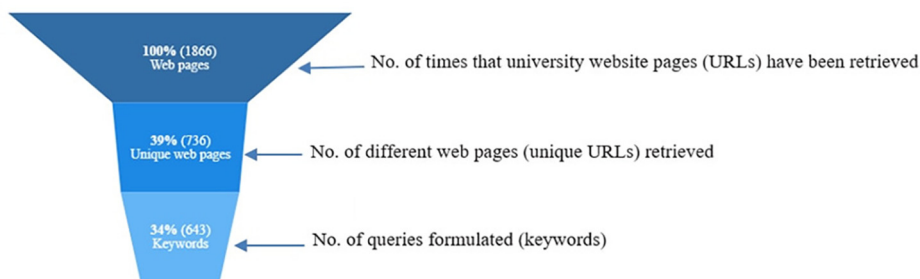 100% (1866)
Web pages
No. of times that university website pages (URLs) have been retrieved
39% (736)
Unique web pages
No. of different web pages (unique URLs) retrieved
34% (643)
Keywords
No. of queries formulated (keywords)